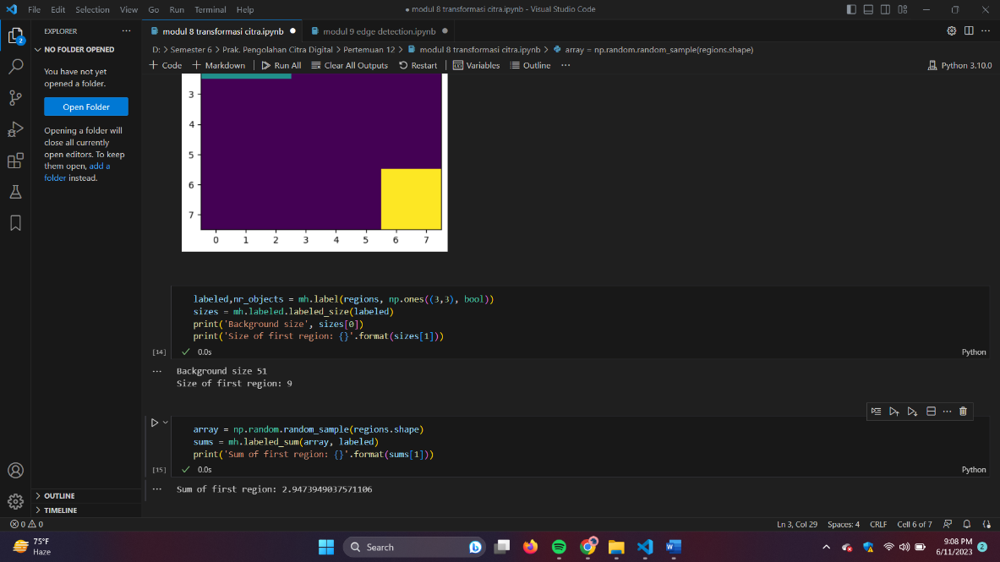 File Edit Selection View Go Run Terminal Help
● modul 8 transformasi citra.ipynb - Visual Studio Code
EXPLORER
NO FOLDER OPENED
You have not yet
opened a folder.
Open Folder
Opening a folder will
close all currently
open editors. To keep
them open, add a
folder instead.
OUTLINE
TIMELINE
2
modul 8 transformasi citra.ipynb ●
modul 9 edge detection.ipynb ●
D: > Semester 6 > Prak. Pengolahan Citra Digital > Pertemuan 12 > modul 8 transformasi citra.ipynb > array = np.random.random_sample(regions.shape)
+ Code + Markdown Run All Clear All Outputs Restart Variables Outline ...
Python 3.10.0
3
4
5
6
7
0 1 2 3 4 5 6 7
labeled,nr_objects = mh.label(regions, np.ones((3,3), bool))
sizes = mh.labeled.labeled_size(labeled)
print('Background size', sizes[0])
print('Size of first region: {}'.format(sizes[1]))
[14] 0.0s Python
Background size 51
Size of first region: 9
array = np.random.random_sample(regions.shape)
sums = mh.labeled_sum(array, labeled)
print('Sum of first region: {}'.format(sums[1]))
[15] 0.0s Python
Sum of first region: 2.9473949037571106
0 0
Ln 3, Col 29 Spaces: 4 CRLF Cell 6 of 7
75°F
Haze
Search
9:08 PM
6/11/2023
2